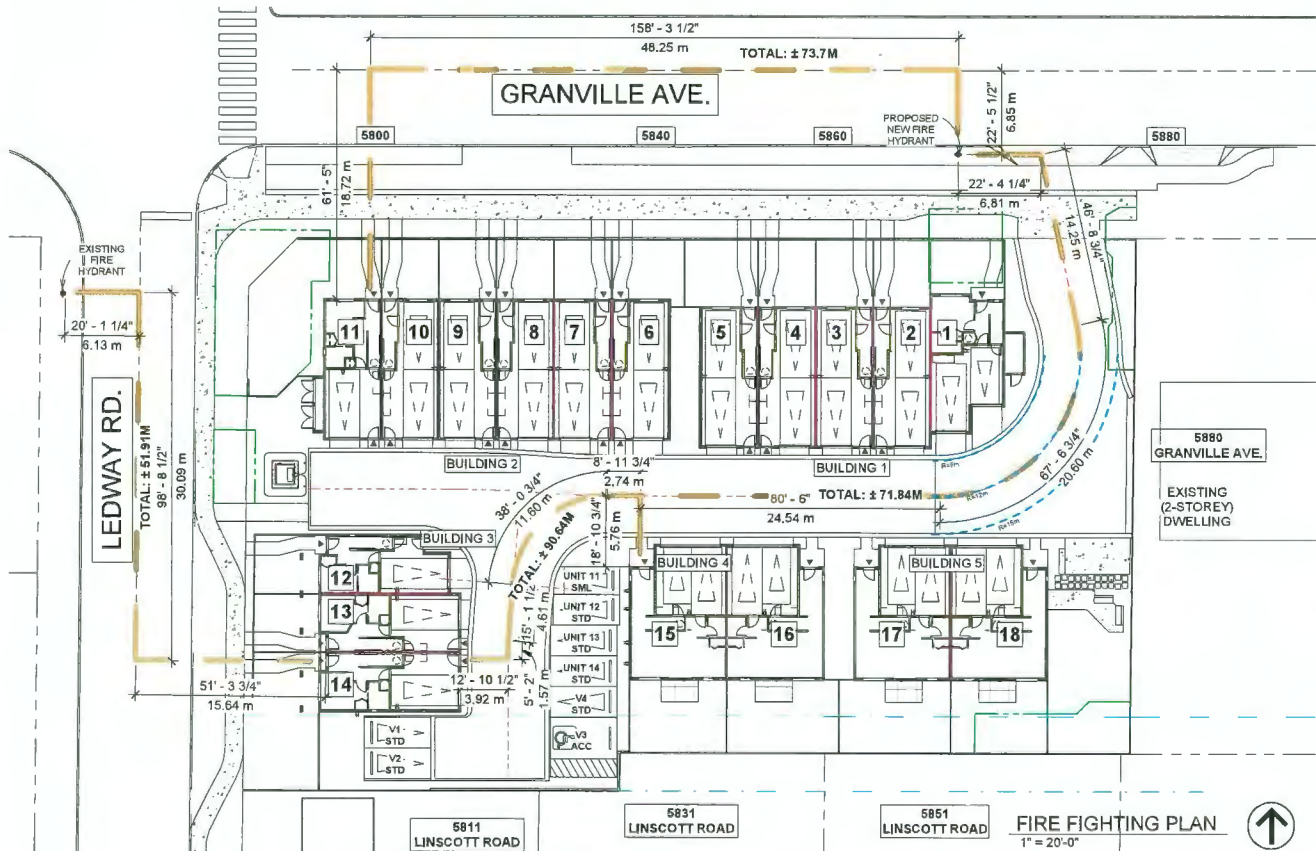 158' - 3 1/2"
48.25 m
TOTAL: ± 73.7M
GRANVILLE AVE.
5800
5840
5860
5880
PROPOSED
NEW FIRE
HYDRANT
22' - 5 1/2"
6.85 m
61' - 5"
18.72 m
22' - 4 1/4"
6.81 m
46' - 8 3/4"
14.25 m
EXISTING
FIRE
HYDRANT
20' - 1 1/4"
6.13 m
LEDWAY RD.
TOTAL: ± 51.91M
98' - 8 1/2"
30.09 m
11
10
9
8
7
6
5
4
3
2
1
BUILDING 2
8' - 11 3/4"
2.74 m
BUILDING 1
67' - 6 3/4"
20.60 m
R=9m
R=12m
5880
GRANVILLE AVE.
EXISTING
(2-STOREY)
DWELLING
38' - 0 3/4"
11.60 m
80' - 6"
TOTAL: ± 71.84M
24.54 m
18' - 10 3/4"
5.76 m
TOTAL: ± 90.64M
BUILDING 3
BUILDING 4
BUILDING 5
12
13
14
15
16
17
18
UNIT 11
SML
UNIT 12
STD
UNIT 13
STD
UNIT 14
STD
V4
STD
V3
ACC
15' - 1 1/2"
4.61 m
5' - 2"
1.57 m
12' - 10 1/2"
3.92 m
51' - 3 3/4"
15.64 m
V1
STD
V2
STD
5811
LINSCOTT ROAD
5831
LINSCOTT ROAD
5851
LINSCOTT ROAD
FIRE FIGHTING PLAN
1" = 20'-0"